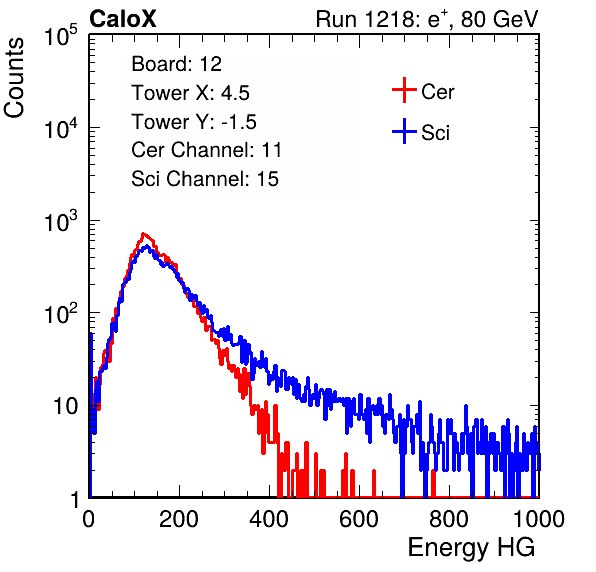 CaloX Run 1218: e⁺, 80 GeV
Counts
10⁵
10⁴
10³
10²
10
1
Board: 12
Tower X: 4.5
Tower Y: -1.5
Cer Channel: 11
Sci Channel: 15
Cer
Sci
0 200 400 600 800 1000
Energy HG